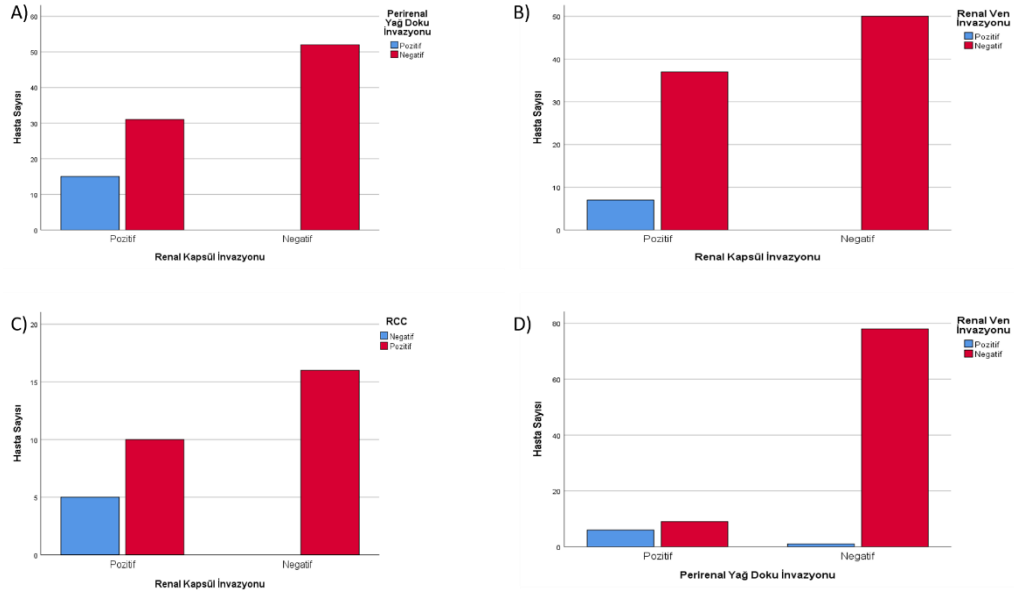 A)
Perirenal
Yağ Doku
İnvazyonu
Pozitif
Negatif
60
50
40
30
20
10
0
Hasta Sayısı
Pozitif
Negatif
Renal Kapsül İnvazyonu
B)
Renal Ven
İnvazyonu
Pozitif
Negatif
50
40
30
20
10
0
Hasta Sayısı
Pozitif
Negatif
Renal Kapsül İnvazyonu
C)
RCC
Negatif
Pozitif
20
15
10
5
0
Hasta Sayısı
Pozitif
Negatif
Renal Kapsül İnvazyonu
D)
Renal Ven
İnvazyonu
Pozitif
Negatif
80
60
40
20
0
Hasta Sayısı
Pozitif
Negatif
Perirenal Yağ Doku İnvazyonu